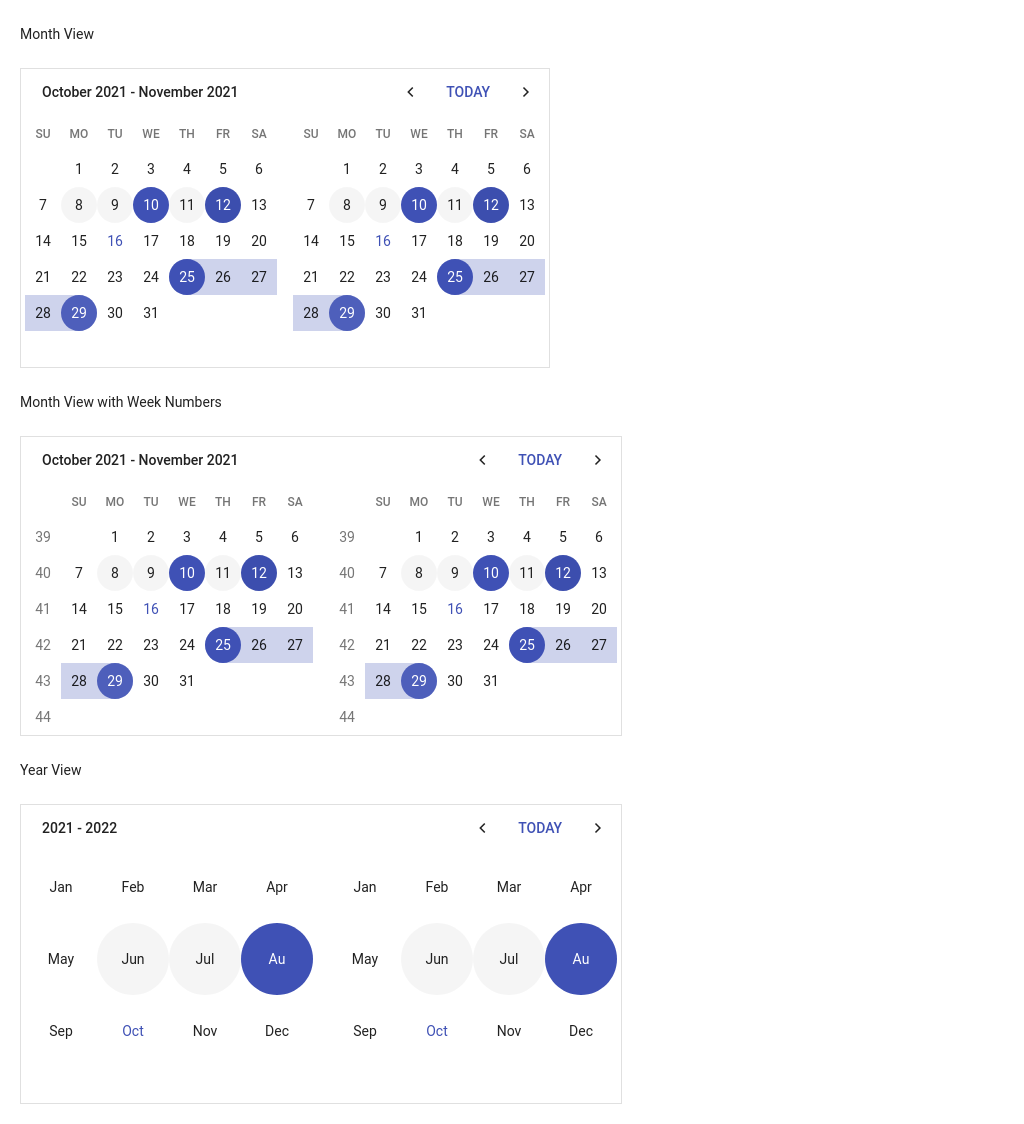 Month View
October 2021 - November 2021 TODAY
SU MO TU WE TH FR SA SU MO TU WE TH FR SA
1 2 3 4 5 6 1 2 3 4 5 6
7 8 9 10 11 12 13 7 8 9 10 11 12 13
14 15 16 17 18 19 20 14 15 16 17 18 19 20
21 22 23 24 25 26 27 21 22 23 24 25 26 27
28 29 30 31 28 29 30 31
Month View with Week Numbers
October 2021 - November 2021 TODAY
SU MO TU WE TH FR SA SU MO TU WE TH FR SA
39 1 2 3 4 5 6 39 1 2 3 4 5 6
40 7 8 9 10 11 12 13 40 7 8 9 10 11 12 13
41 14 15 16 17 18 19 20 41 14 15 16 17 18 19 20
42 21 22 23 24 25 26 27 42 21 22 23 24 25 26 27
43 28 29 30 31 43 28 29 30 31
44 44
Year View
2021 - 2022 TODAY
Jan Feb Mar Apr Jan Feb Mar Apr
May Jun Jul Au May Jun Jul Au
Sep Oct Nov Dec Sep Oct Nov Dec